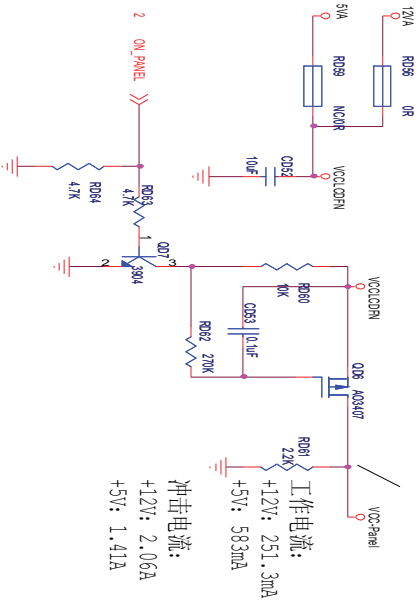 12VA
5VA
RD56
0R
RD59
NC/0R
2 ON_PANEL
VCCLCDFN
CD52
10uF
RD63
4.7K
RD64
4.7K
1
QD7
2
3
3904
VCCLCDFN
RD60
10K
CD53
0.1uF
RD62
270K
QD6
AO3407
RD61
2.2K
VCC-Panel
工作电流:
+12V: 251.3mA
+5V: 583mA
冲击电流:
+12V: 2.06A
+5V: 1.41A